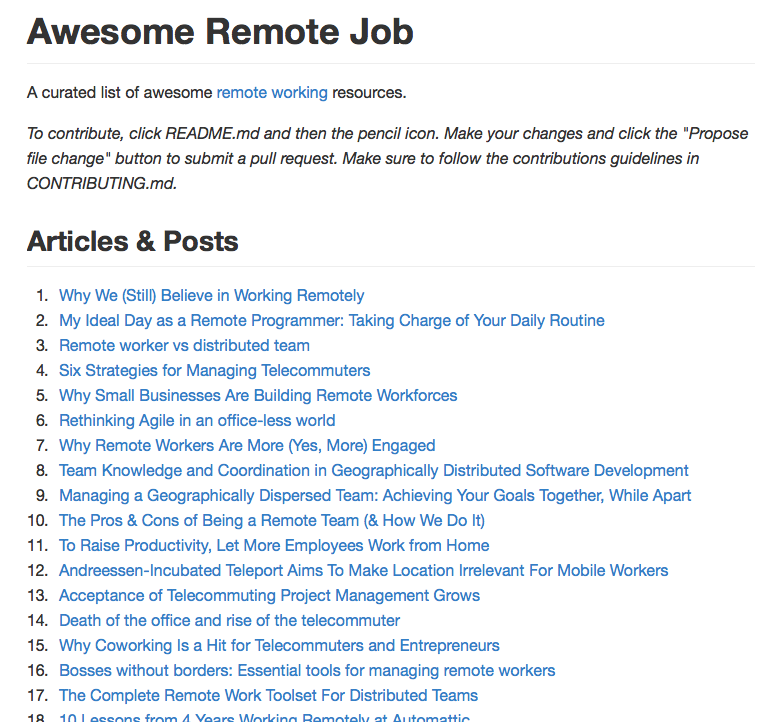 Awesome Remote Job
A curated list of awesome remote working resources.
To contribute, click README.md and then the pencil icon. Make your changes and click the "Propose
file change" button to submit a pull request. Make sure to follow the contributions guidelines in
CONTRIBUTING.md.
Articles & Posts
1. Why We (Still) Believe in Working Remotely
2. My Ideal Day as a Remote Programmer: Taking Charge of Your Daily Routine
3. Remote worker vs distributed team
4. Six Strategies for Managing Telecommuters
5. Why Small Businesses Are Building Remote Workforces
6. Rethinking Agile in an office-less world
7. Why Remote Workers Are More (Yes, More) Engaged
8. Team Knowledge and Coordination in Geographically Distributed Software Development
9. Managing a Geographically Dispersed Team: Achieving Your Goals Together, While Apart
10. The Pros & Cons of Being a Remote Team (& How We Do It)
11. To Raise Productivity, Let More Employees Work from Home
12. Andreessen-Incubated Teleport Aims To Make Location Irrelevant For Mobile Workers
13. Acceptance of Telecommuting Project Management Grows
14. Death of the office and rise of the telecommuter
15. Why Coworking Is a Hit for Telecommuters and Entrepreneurs
16. Bosses without borders: Essential tools for managing remote workers
17. The Complete Remote Work Toolset For Distributed Teams
18. 10 Lessons from 4 Years Working Remotely at Automattic